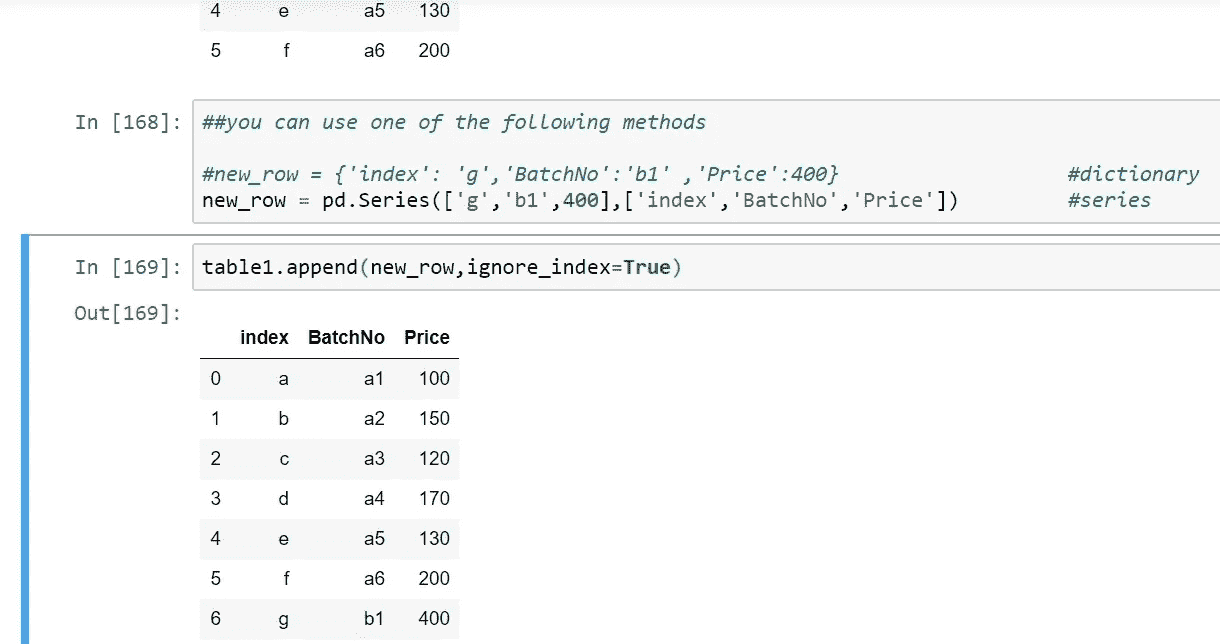 4 e a5 130
5 f a6 200
In [168]: ##you can use one of the following methods
#new_row = {'index': 'g','BatchNo':'b1' ,'Price':400} #dictionary
new_row = pd.Series(['g','b1',400],['index','BatchNo','Price']) #series
In [169]: table1.append(new_row,ignore_index=True)
Out[169]:
index BatchNo Price
0 a a1 100
1 b a2 150
2 c a3 120
3 d a4 170
4 e a5 130
5 f a6 200
6 g b1 400